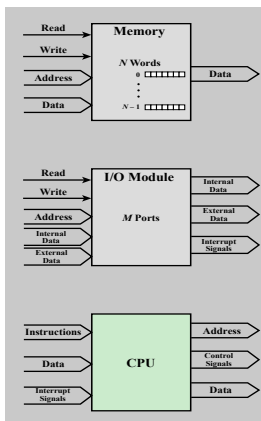 Read
Write
Address
Data
Memory
N Words
0
N – 1
Data
Read
Write
Address
Internal
Data
External
Data
I/O Module
M Ports
Internal
Data
External
Data
Interrupt
Signals
Instructions
Data
Interrupt
Signals
CPU
Address
Control
Signals
Data